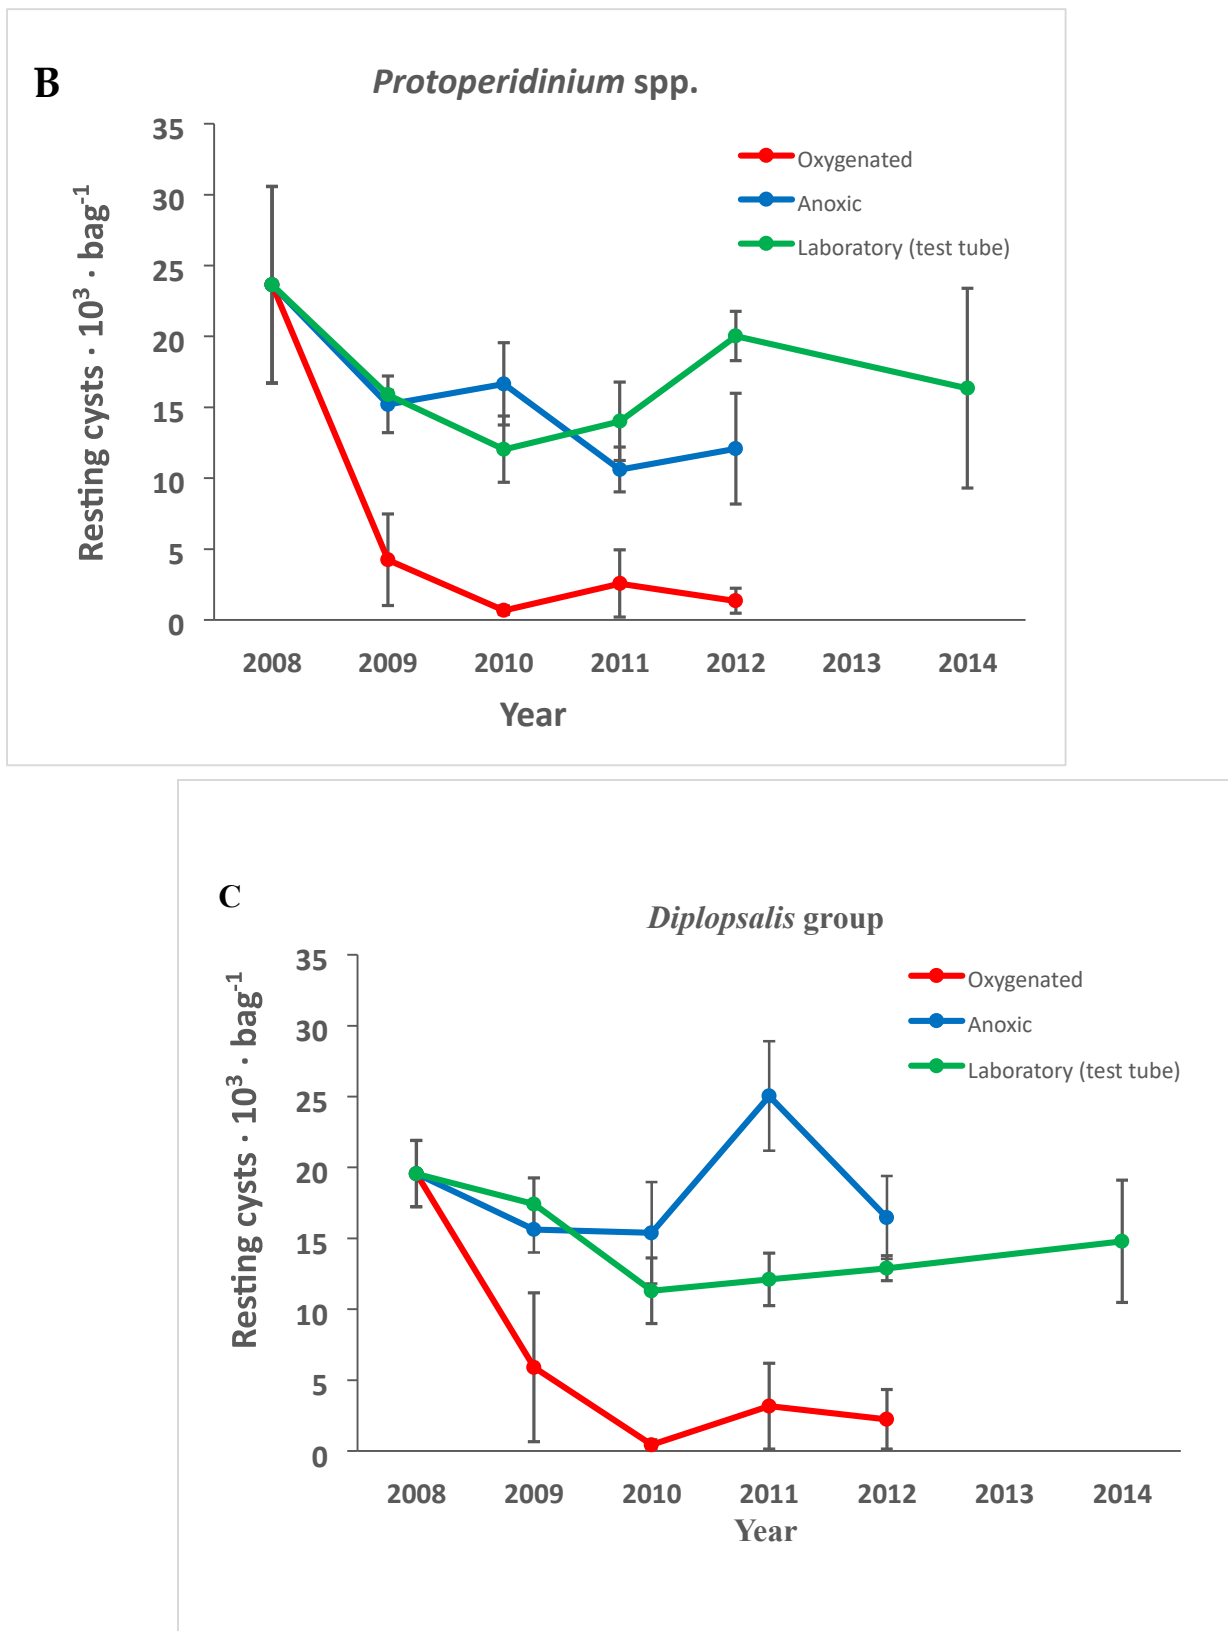 B
Protoperidinium spp.
35
30
25
20
15
10
5
0
Resting cysts · 10³ · bag⁻¹
Oxygenated
Anoxic
Laboratory (test tube)
2008 2009 2010 2011 2012 2013 2014
Year
C
Diplopsalis group
35
30
25
20
15
10
5
0
Resting cysts · 10³ · bag⁻¹
Oxygenated
Anoxic
Laboratory (test tube)
2008 2009 2010 2011 2012 2013 2014
Year